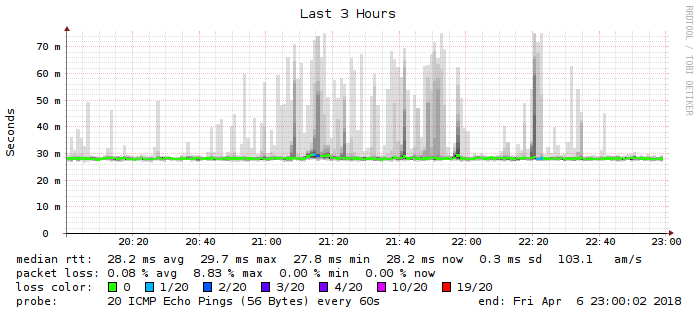 Last 3 Hours
RRDTOOL / TOBI OETIKER
Seconds
70 m
60 m
50 m
40 m
30 m
20 m
10 m
0
20:20 20:40 21:00 21:20 21:40 22:00 22:20 22:40 23:00
median rtt: 28.2 ms avg 29.7 ms max 27.8 ms min 28.2 ms now 0.3 ms sd 103.1 am/s
packet loss: 0.08 % avg 8.83 % max 0.00 % min 0.00 % now
loss color: 0 1/20 2/20 3/20 4/20 10/20 19/20
probe: 20 ICMP Echo Pings (56 Bytes) every 60s end: Fri Apr 6 23:00:02 2018